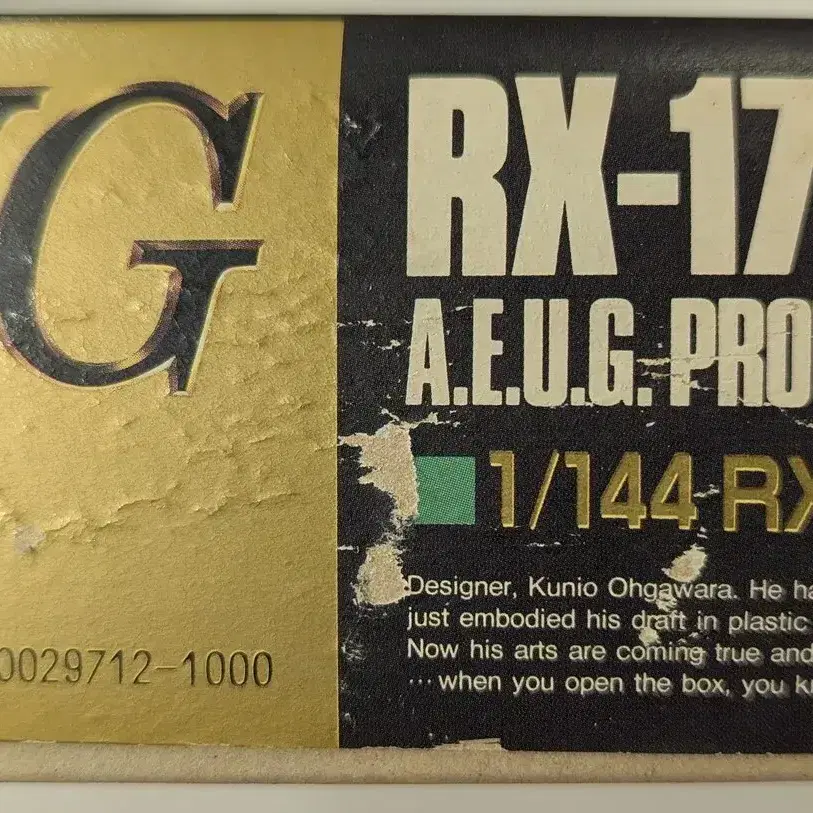 G
0029712-1000
RX-17
A.E.U.G. PRO
1/144 RX
Designer, Kunio Ohgawara. He ha
just embodied his draft in plastic
Now his arts are coming true and
…when you open the box, you k